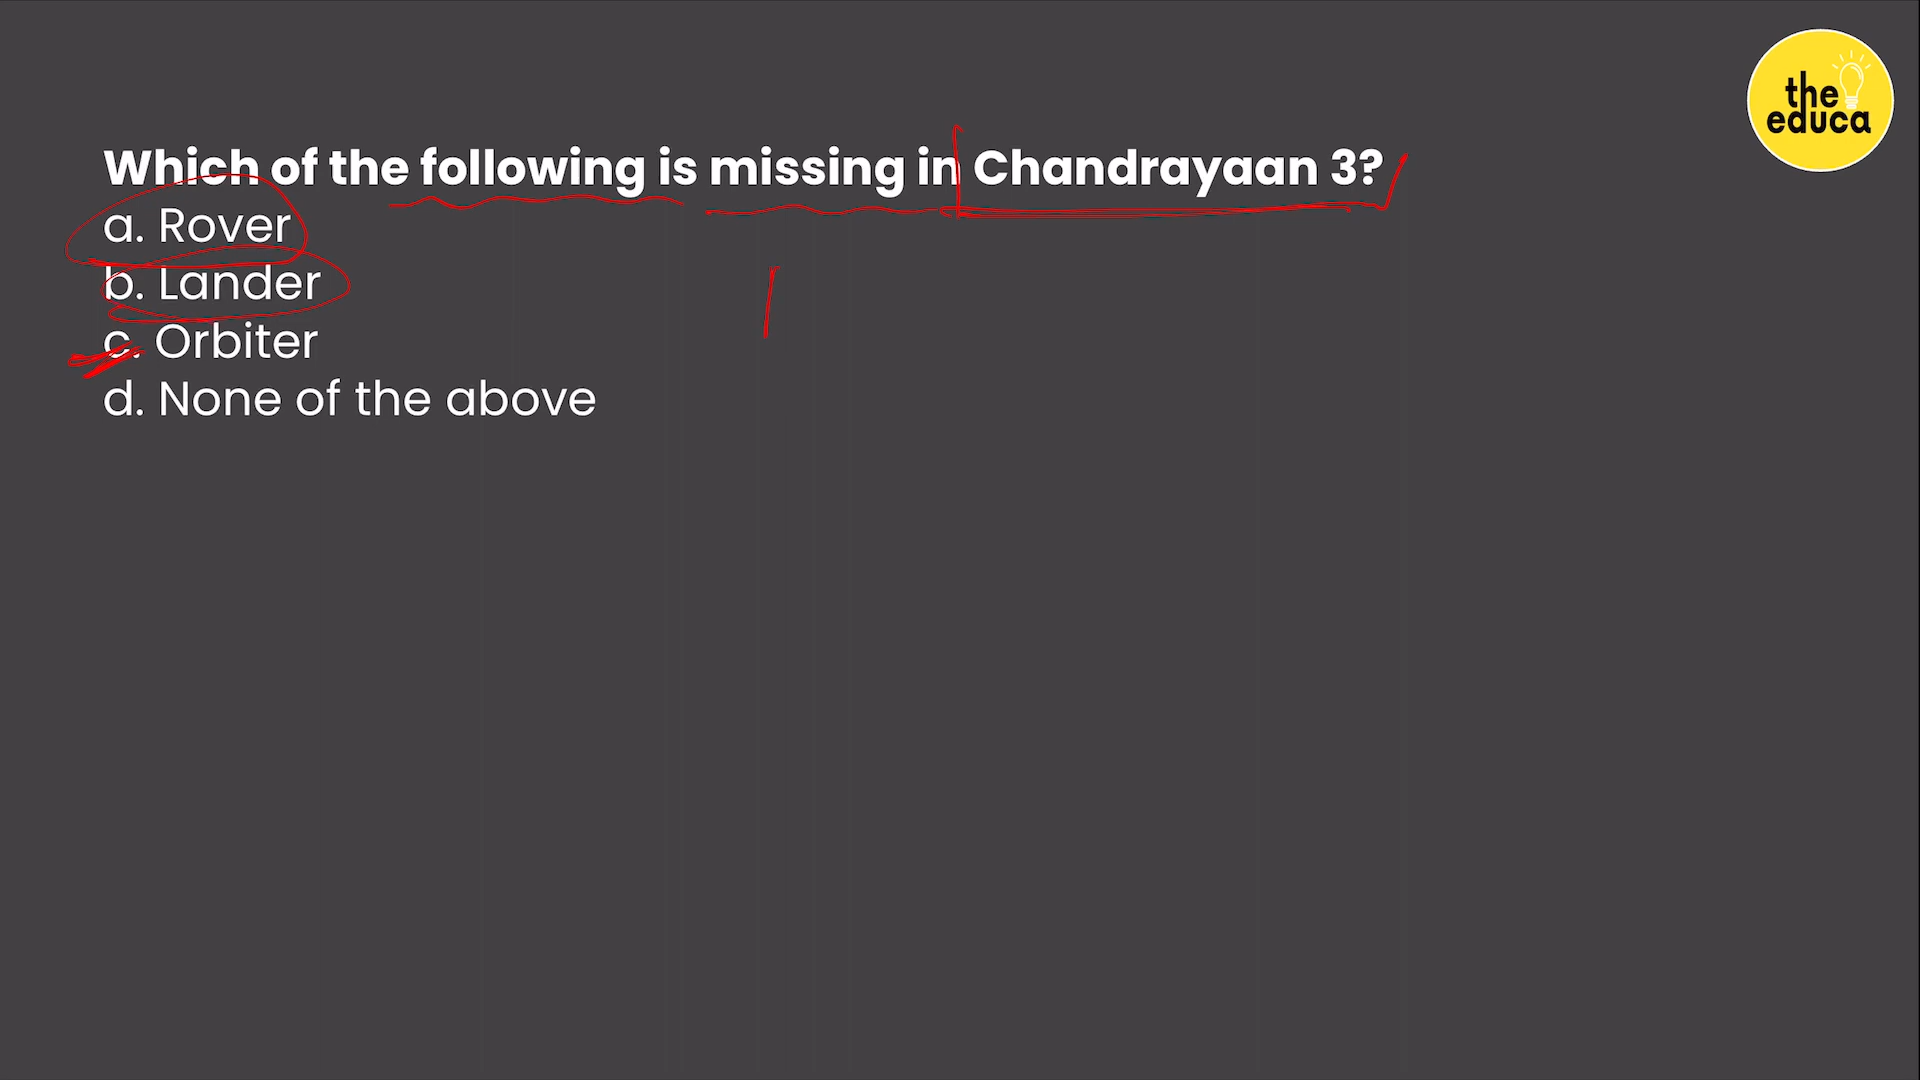 the
educa
Which of the following is missing in Chandrayaan 3?
a. Rover
b. Lander
c. Orbiter
d. None of the above